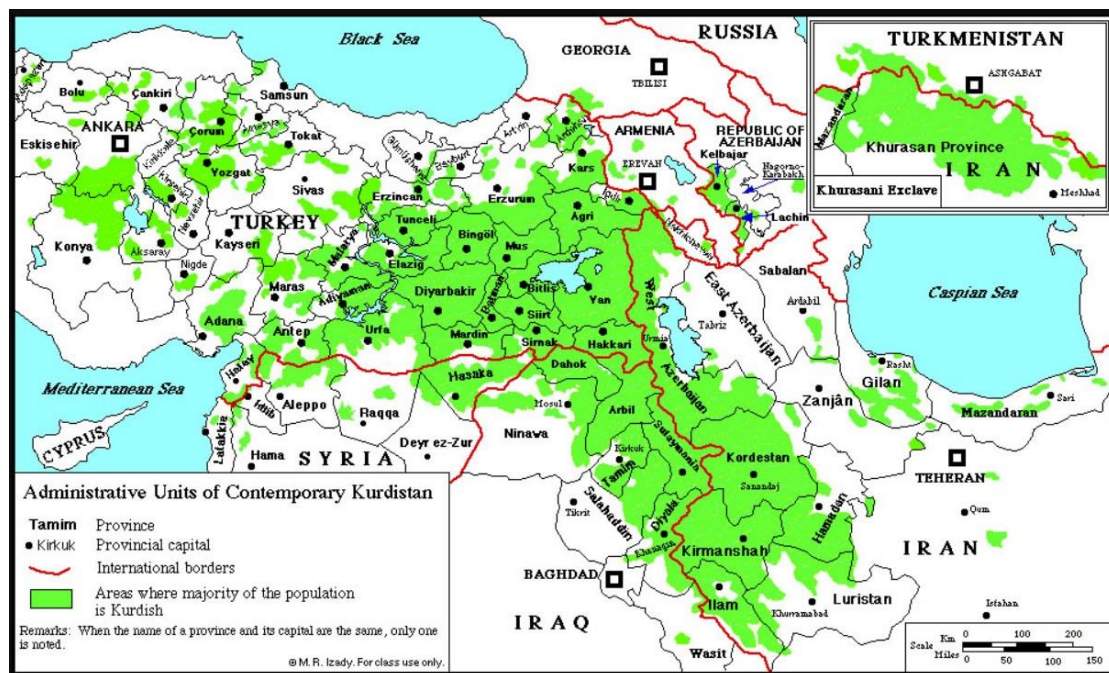 Black Sea
RUSSIA
GEORGIA
TBILISI
TURKMENISTAN
ASHGABAT
Mazandaran
Khurasan Province
IRAN
Khurasani Exclave
Meshhad
Bolu
Çankiri
Samsun
ANKARA
Çorum
Amasya
Tokat
Eskisehir
Kirikkale
Yozgat
Sivas
Kirsehir
Nevzehir
Kayseri
TURKEY
Konya
Aksaray
Nigde
Gümüshane
Bayburt
Artvin
Ardahan
Kars
Erzincan
Erzurum
Tunceli
Bingöl
Mus
Agri
Igdir
ARMENIA
EREVAN
REPUBLIC OF
AZERBAIJAN
Kelbajar
Nagorno-
Karabakh
Lachin
Nakhichevan
Malatya
Elazig
Maras
Adiyaman
Diyarbakir
Batman
Bitlis
Siirt
Yan
Adana
Antep
Urfa
Mardin
Sirnak
Hakkari
Hatay
Mediterranean Sea
CYPRUS
Latakkia
Idlib
Aleppo
Raqqa
Hasaka
Deyr ez-Zur
Hama
SYRIA
Dahok
Mosul
Ninawa
Arbil
Kirkuk
Tamim
Sulaymania
Salahaddin
Tikrit
Diyala
Khanaqin
BAGHDAD
IRAQ
Wasit
West
Azerbaijan
Urmia
East Azerbaijan
Tabriz
Sabalan
Ardabil
Caspian Sea
Rasht
Gilan
Zanjân
Mazandaran
Sari
Kordestan
Sanandaj
Hamadan
TEHERAN
Qum
IRAN
Kirmanshah
Ilam
Luristan
Khurramabad
Isfahan
Administrative Units of Contemporary Kurdistan
Tamim Province
Kirkuk Provincial capital
International borders
Areas where majority of the population
is Kurdish
Remarks: When the name of a province and its capital are the same, only one
is noted.
© M. R. Izady. For class use only.
Scale Km 0 100 200
Miles 0 50 100 150